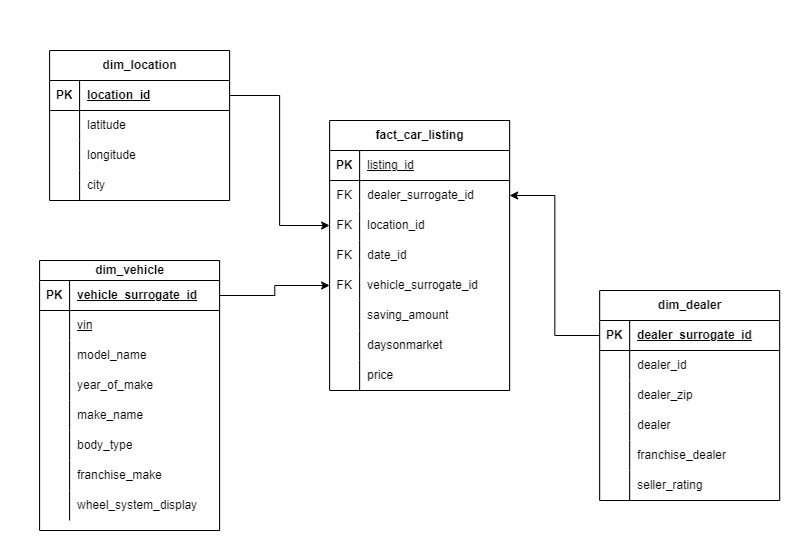 dim_location
PK location_id
latitude
longitude
city
fact_car_listing
PK listing_id
FK dealer_surrogate_id
FK location_id
FK date_id
FK vehicle_surrogate_id
saving_amount
daysonmarket
price
dim_vehicle
PK vehicle_surrogate_id
vin
model_name
year_of_make
make_name
body_type
franchise_make
wheel_system_display
dim_dealer
PK dealer_surrogate_id
dealer_id
dealer_zip
dealer
franchise_dealer
seller_rating